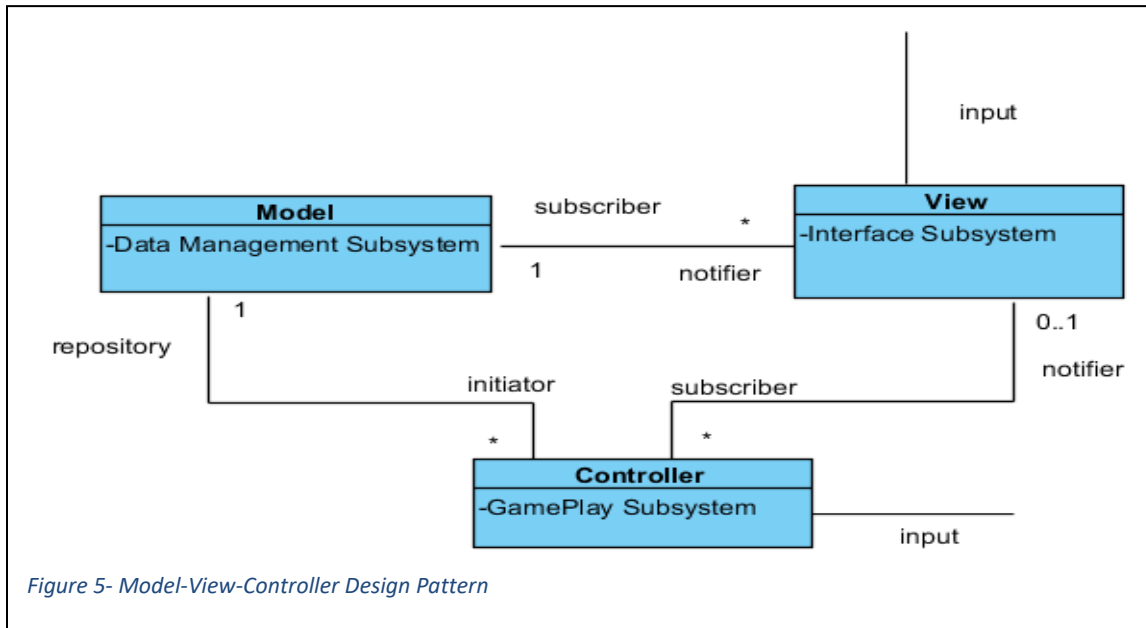 input
Model
-Data Management Subsystem
subscriber
*
1
notifier
View
-Interface Subsystem
1
repository
0..1
notifier
initiator
subscriber
*
*
Controller
-GamePlay Subsystem
input
Figure 5- Model-View-Controller Design Pattern